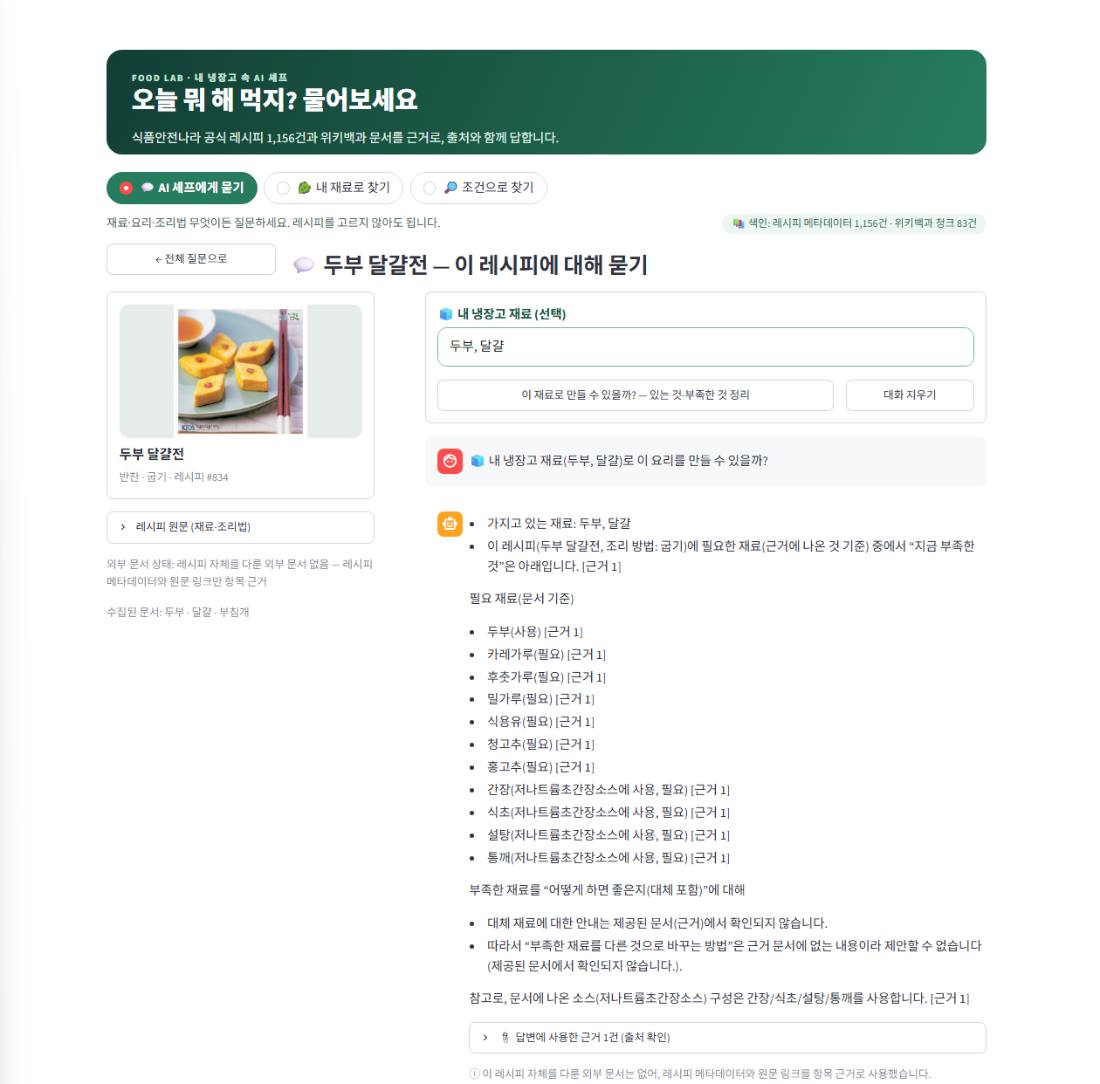 FOOD LAB · 내 냉장고 속 AI 셰프
오늘 뭐 해 먹지? 물어보세요
식품안전나라 공식 레시피 1,156건과 위키백과 문서를 근거로, 출처와 함께 답합니다.
AI 셰프에게 묻기
내 재료로 찾기
조건으로 찾기
재료·요리·조리법 무엇이든 질문하세요. 레시피를 고르지 않아도 됩니다.
색인: 레시피 메타데이터 1,156건 · 위키백과 청크 83건
← 전체 질문으로
두부 달걀전 — 이 레시피에 대해 묻기
두부 달걀전
반찬 · 굽기 · 레시피 #834
레시피 원문 (재료·조리법)
외부 문서 상태: 레시피 자체를 다룬 외부 문서 없음 — 레시피
메타데이터와 원문 링크만 항목 근거
수집된 문서: 두부 · 달걀 · 부침개
내 냉장고 재료 (선택)
두부, 달걀
이 재료로 만들 수 있을까? — 있는 것·부족한 것 정리
대화 지우기
내 냉장고 재료(두부, 달걀)로 이 요리를 만들 수 있을까?
• 가지고 있는 재료: 두부, 달걀
• 이 레시피(두부 달걀전, 조리 방법: 굽기)에 필요한 재료(근거에 나온 것 기준) 중에서 “지금 부족한
것”은 아래입니다. [근거 1]
필요 재료(문서 기준)
• 두부(사용) [근거 1]
• 카레가루(필요) [근거 1]
• 후춧가루(필요) [근거 1]
• 밀가루(필요) [근거 1]
• 식용유(필요) [근거 1]
• 청고추(필요) [근거 1]
• 홍고추(필요) [근거 1]
• 간장(저나트륨초간장소스에 사용, 필요) [근거 1]
• 식초(저나트륨초간장소스에 사용, 필요) [근거 1]
• 설탕(저나트륨초간장소스에 사용, 필요) [근거 1]
• 통깨(저나트륨초간장소스에 사용, 필요) [근거 1]
부족한 재료를 “어떻게 하면 좋은지(대체 포함)”에 대해
• 대체 재료에 대한 안내는 제공된 문서(근거)에서 확인되지 않습니다.
• 따라서 “부족한 재료를 다른 것으로 바꾸는 방법”은 근거 문서에 없는 내용이라 제안할 수 없습니다
(제공된 문서에서 확인되지 않습니다.).
참고로, 문서에 나온 소스(저나트륨초간장소스) 구성은 간장/식초/설탕/통깨를 사용합니다. [근거 1]
답변에 사용한 근거 1건 (출처 확인)
ⓘ 이 레시피 자체를 다룬 외부 문서는 없어, 레시피 메타데이터와 원문 링크를 항목 근거로 사용했습니다.